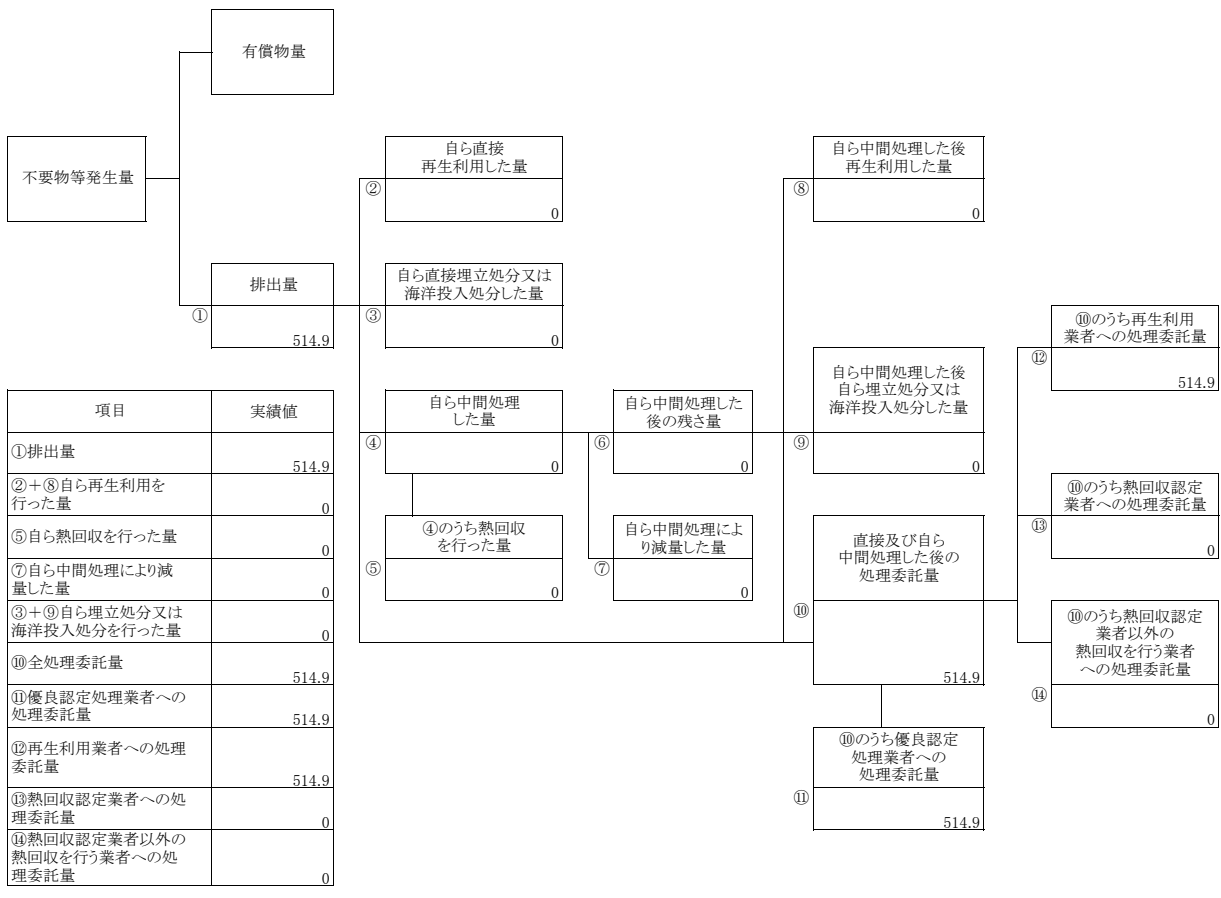 有償物量
不要物等発生量
自ら直接
再生利用した量
②
0
自ら中間処理した後
再生利用した量
⑧
0
排出量
①
514.9
自ら直接埋立処分又は
海洋投入処分した量
③
0
⑩のうち再生利用
業者への処理委託量
⑫
514.9
自ら中間処理
した量
④
0
自ら中間処理した
後の残さ量
⑥
0
自ら中間処理した後
自ら埋立処分又は
海洋投入処分した量
⑨
0
④のうち熱回収
を行った量
⑤
0
自ら中間処理によ
り減量した量
⑦
0
直接及び自ら
中間処理した後の
処理委託量
⑩
514.9
⑩のうち熱回収認定
業者への処理委託量
⑬
0
⑩のうち熱回収認定
業者以外の
熱回収を行う業者
への処理委託量
⑭
0
⑩のうち優良認定
処理業者への
処理委託量
⑪
514.9
項目 実績値
①排出量
514.9
②＋⑧自ら再生利用を
行った量
0
⑤自ら熱回収を行った量
0
⑦自ら中間処理により減
量した量
0
③＋⑨自ら埋立処分又は
海洋投入処分を行った量
0
⑩全処理委託量
514.9
⑪優良認定処理業者への
処理委託量
514.9
⑫再生利用業者への処理
委託量
514.9
⑬熱回収認定業者への処
理委託量
0
⑭熱回収認定業者以外の
熱回収を行う業者への処
理委託量
0